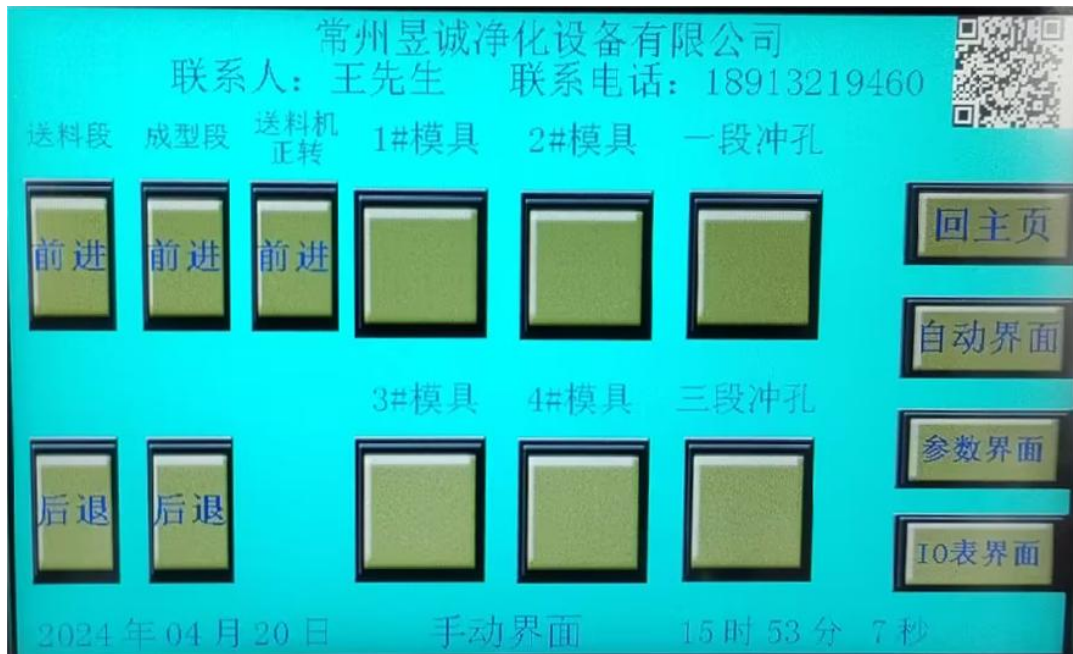 常州昱诚净化设备有限公司
联系人：王先生 联系电话：18913219460
送料段 成型段 送料机正转 1#模具 2#模具 一段冲孔
前进 前进 前进
回主页
自动界面
3#模具 4#模具 三段冲孔
参数界面
后退 后退
IO表界面
2024年04月20日 手动界面 15时53分 7秒